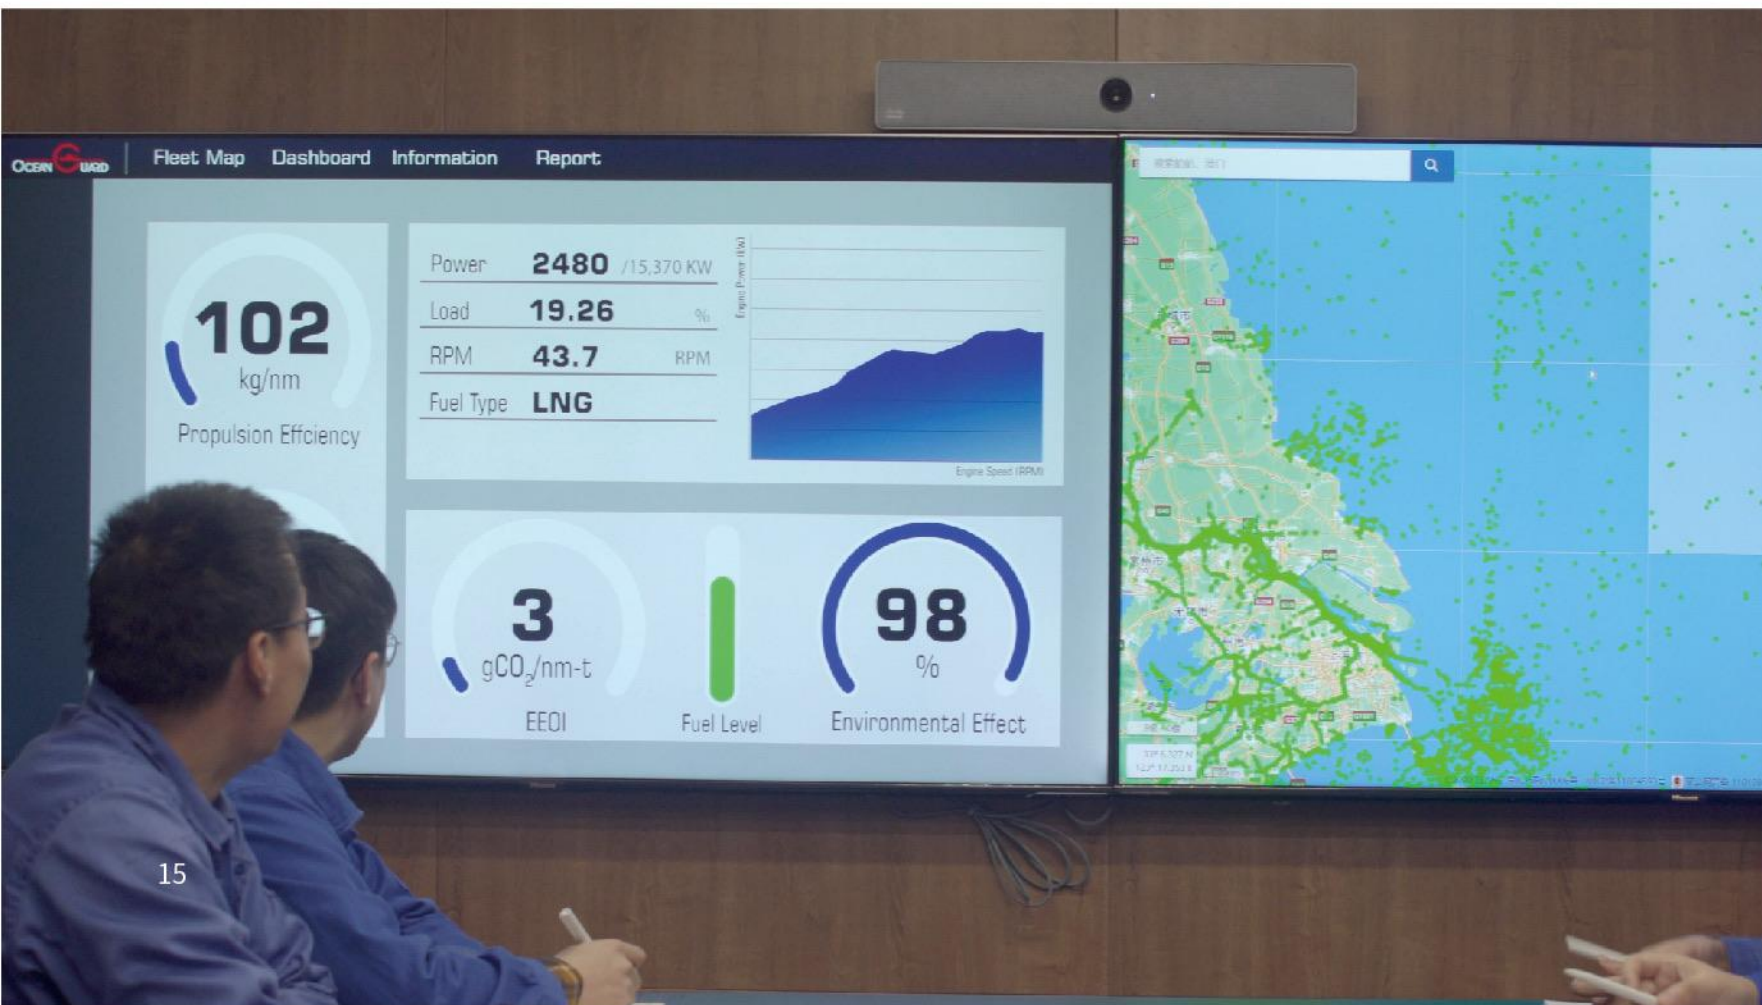 OCEAN GUARD
Fleet Map Dashboard Information Report
102
kg/nm
Propulsion Effciency
Power 2480 /15,370 KW
Load 19.26 %
RPM 43.7 RPM
Fuel Type LNG
Engine Power (kW)
Engine Speed (RPM)
3
gCO₂/nm-t
EEOI
Fuel Level
98
%
Environmental Effect
15